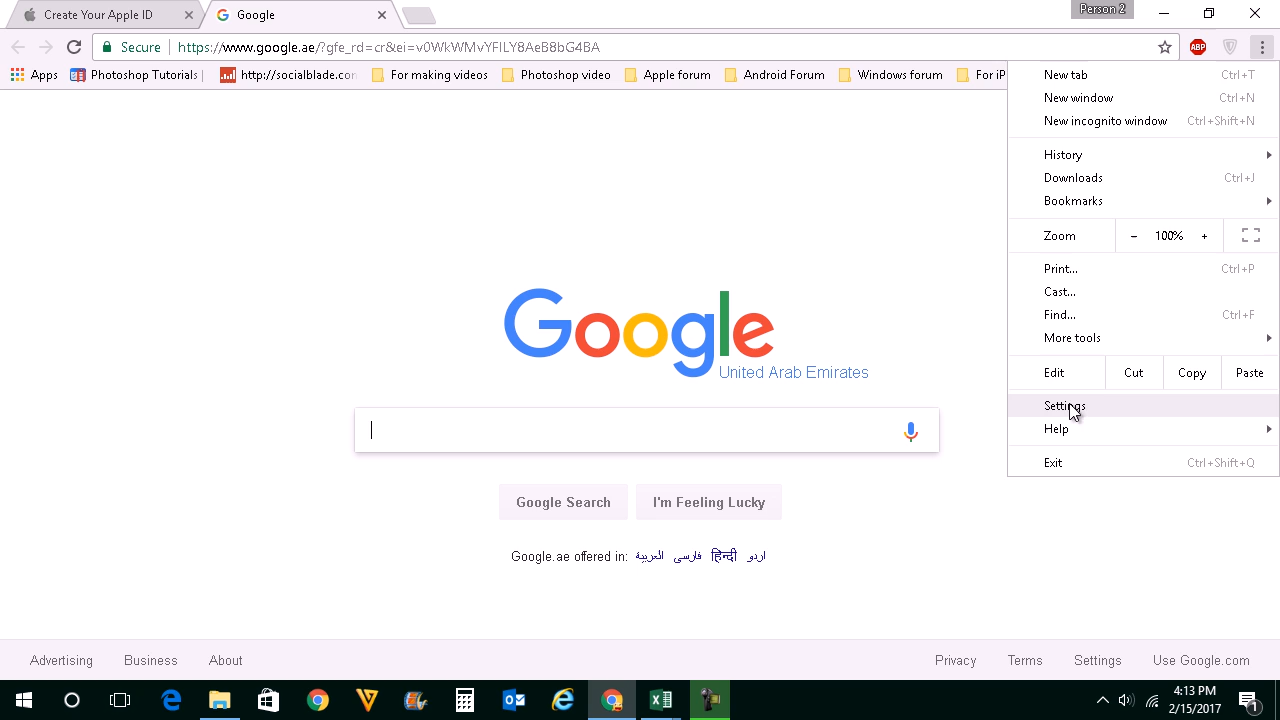 Create Your Apple ID
Google
Person 2
Secure
https://www.google.ae/?gfe_rd=cr&ei=v0WkWMvYFILY8AeB8bG4BA
ABP
Apps
Photoshop Tutorials
http://socialblade.co
For making videos
Photoshop video
Apple forum
Android Forum
Windows forum
For iP
New tab Ctrl+T
New window Ctrl+N
New incognito window Ctrl+Shift+N
History
Downloads Ctrl+J
Bookmarks
Zoom − 100% +
Print... Ctrl+P
Cast...
Find... Ctrl+F
More tools
Edit Cut Copy Paste
Settings
Help
Exit Ctrl+Shift+Q
Google
United Arab Emirates
Google Search
I'm Feeling Lucky
Google.ae offered in: العربية فارسی हिन्दी اردو
Advertising Business About
Privacy Terms Settings Use Google.com
4:13 PM
2/15/2017
1